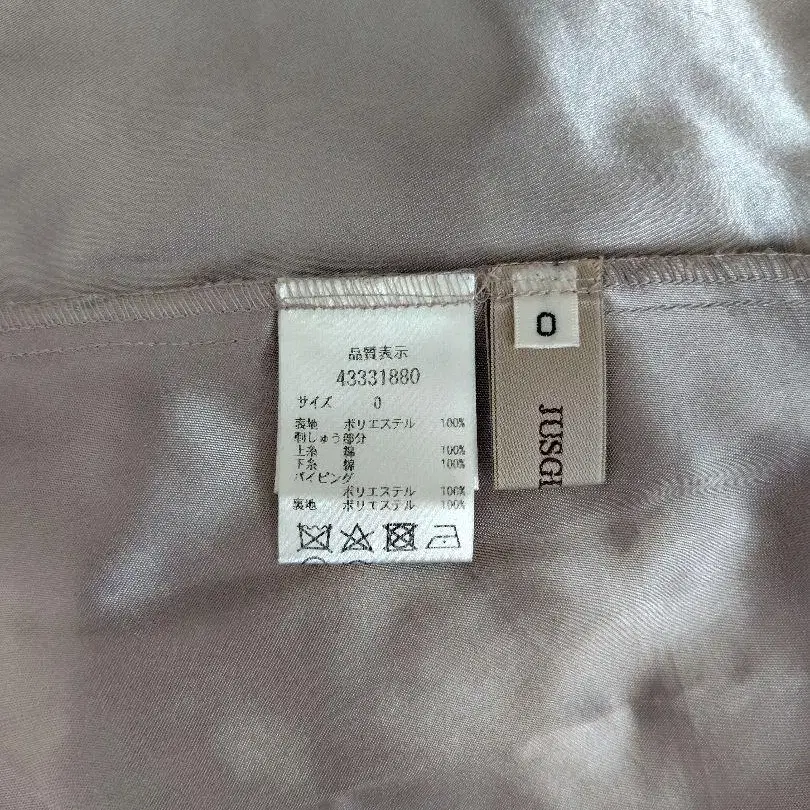 品質表示
43331880
サイズ 0
表地 ポリエステル 100%
刺しゅう部分
上糸 綿 100%
下糸 綿 100%
パイピング
ポリエステル 100%
裏地 ポリエステル 100%
0
JUSGL